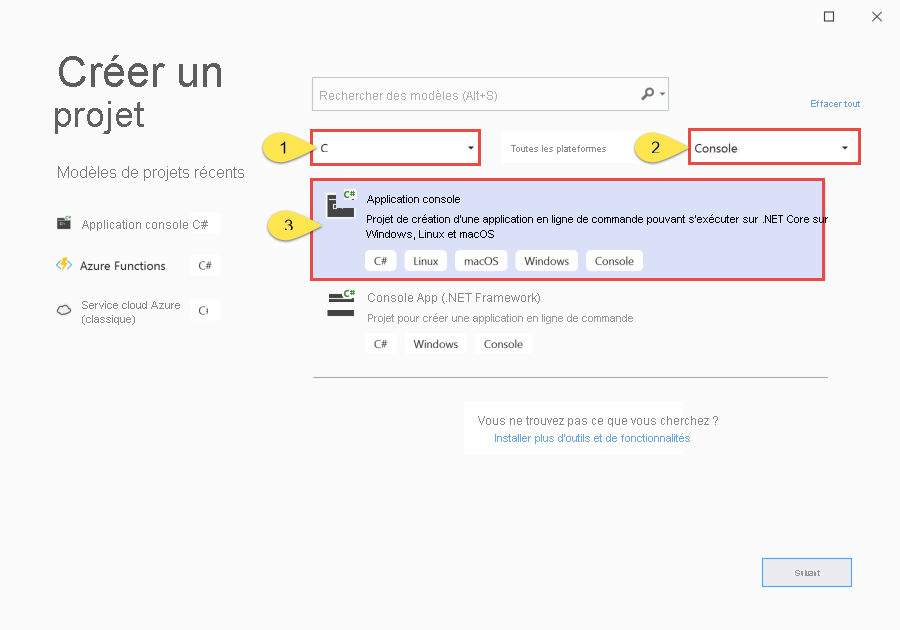 Créer un
projet
Rechercher des modèles (Alt+S)
Effacer tout
1
C
Toutes les plateformes
2
Console
Modèles de projets récents
Application console C#
Azure Functions C#
Service cloud Azure
(classique)
3
C#
Application console
Projet de création d'une application en ligne de commande pouvant s'exécuter sur .NET Core sur
Windows, Linux et macOS
C# Linux macOS Windows Console
C#
Console App (.NET Framework)
Projet pour créer une application en ligne de commande
C# Windows Console
Vous ne trouvez pas ce que vous cherchez ?
Installer plus d'outils et de fonctionnalités
Suivant